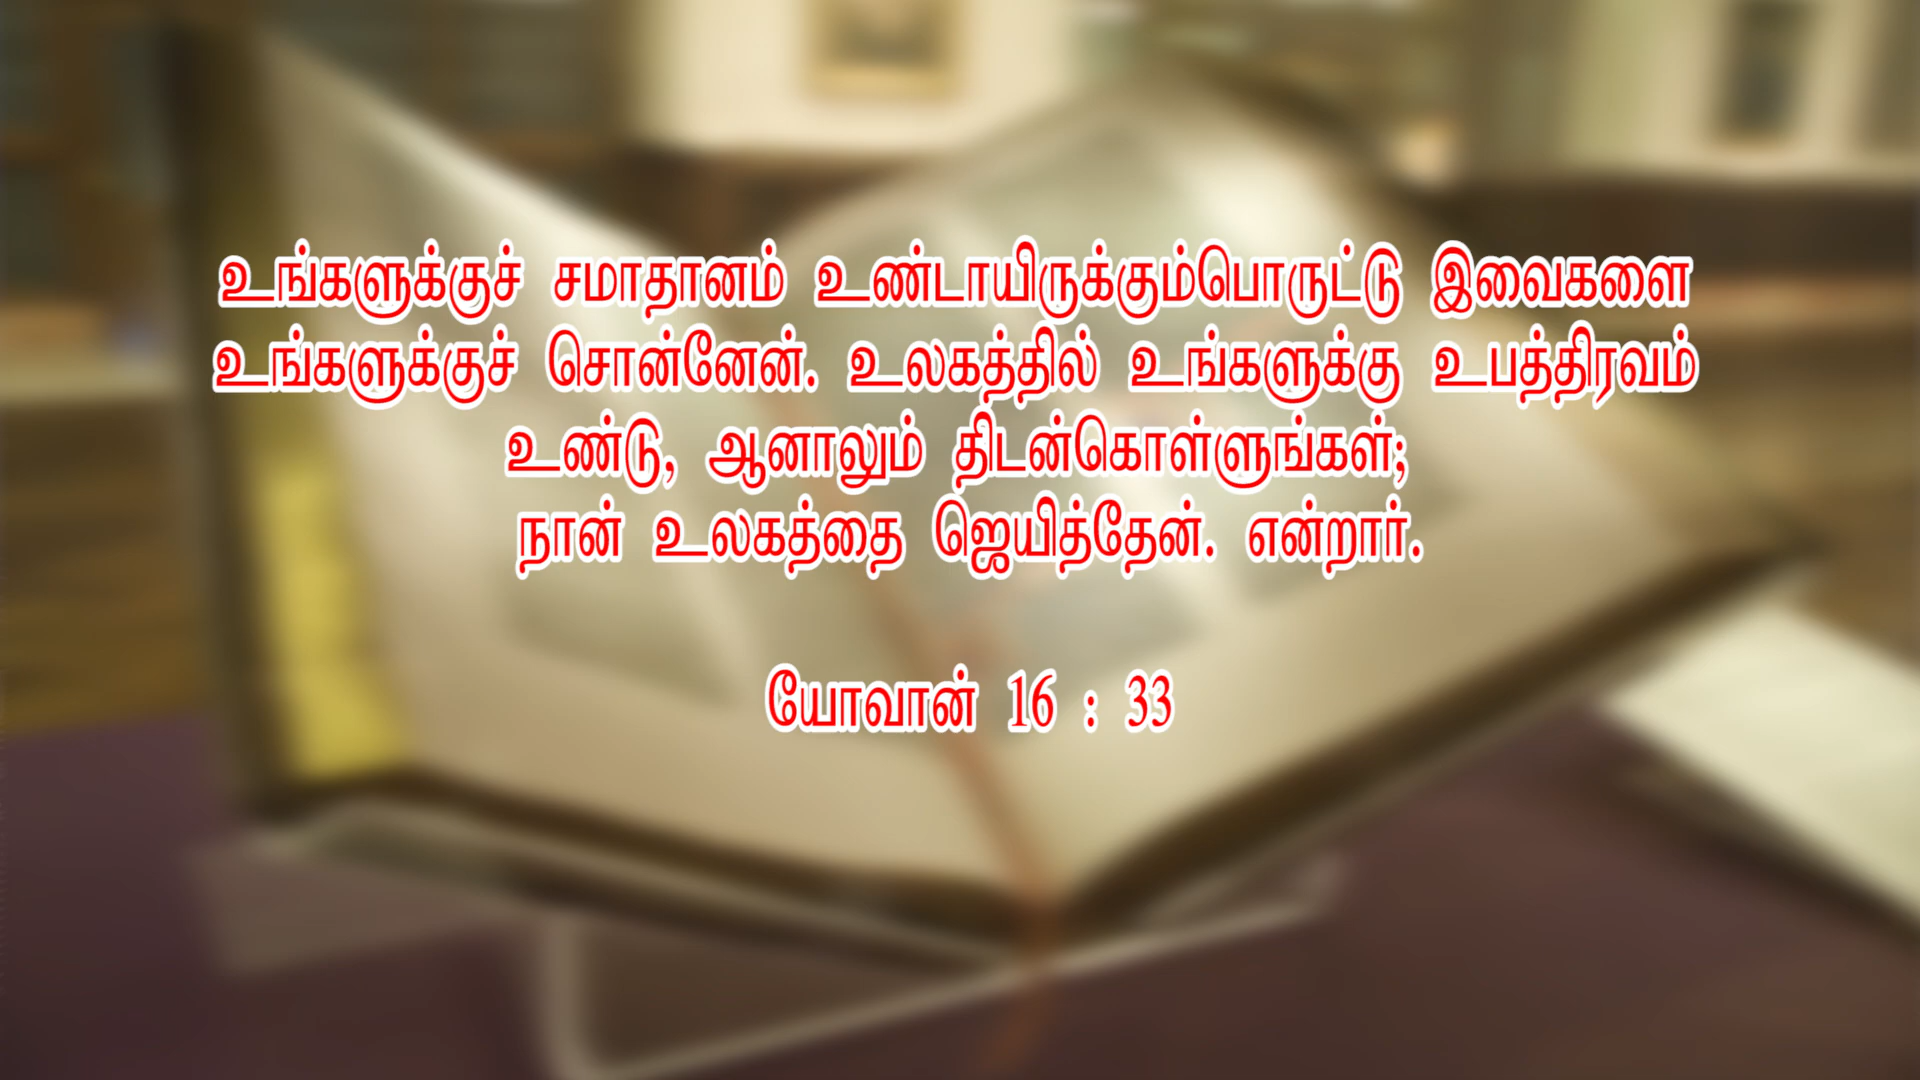 உங்களுக்குச் சமாதானம் உண்டாயிருக்கும்பொருட்டு இவைகளை
உங்களுக்குச் சொன்னேன். உலகத்தில் உங்களுக்கு உபத்திரவம்
உண்டு, ஆனாலும் திடன்கொள்ளுங்கள்;
நான் உலகத்தை ஜெயித்தேன். என்றார்.
யோவான் 16 : 33